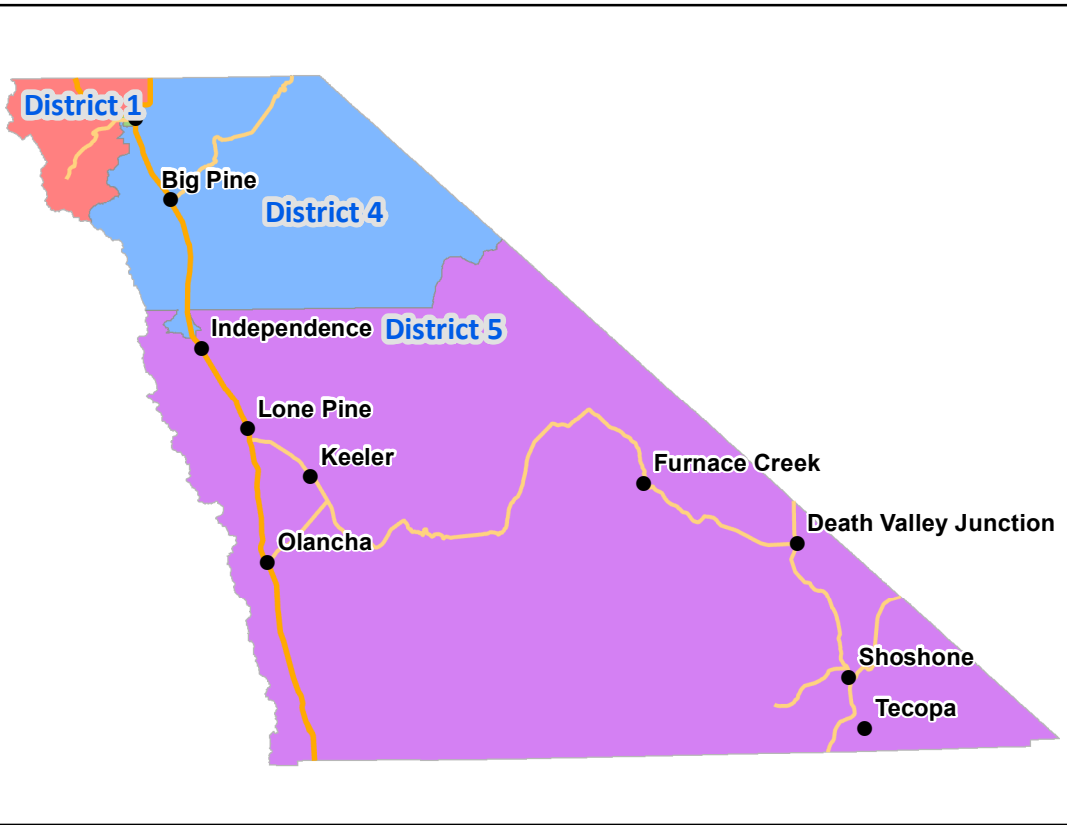 District 1
Big Pine
District 4
Independence
District 5
Lone Pine
Keeler
Furnace Creek
Death Valley Junction
Olancha
Shoshone
Tecopa